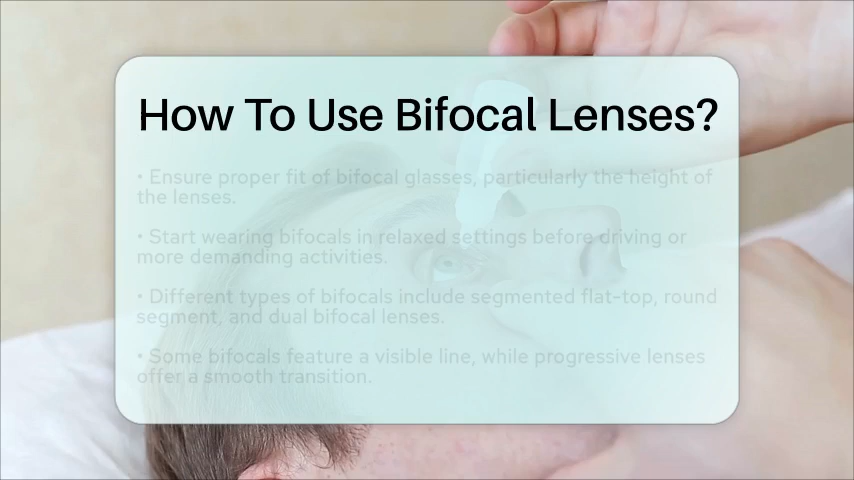 How To Use Bifocal Lenses?
• Ensure proper fit of bifocal glasses, particularly the height of
the lenses.
• Start wearing bifocals in relaxed settings before driving or
more demanding activities.
• Different types of bifocals include segmented flat-top, round
segment, and dual bifocal lenses.
• Some bifocals feature a visible line, while progressive lenses
offer a smooth transition.